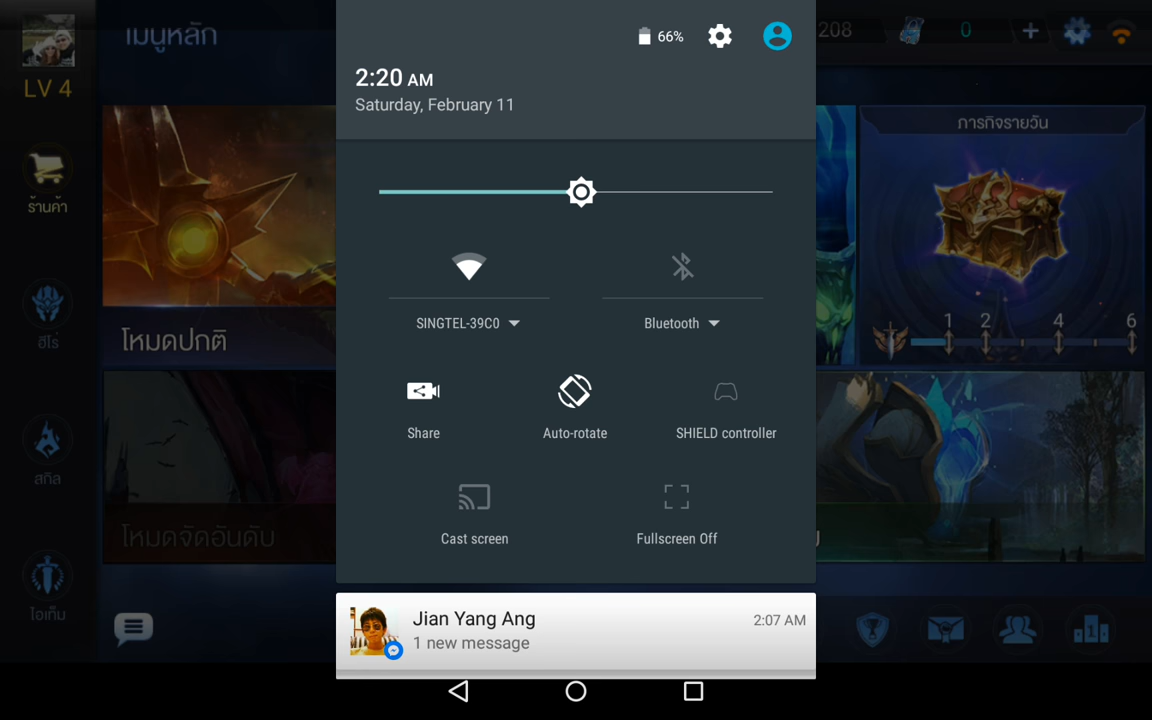 เมนูหลัก
LV 4
ร้านค้า
ฮีโร่
สกิล
ไอเท็ม
โหมดปกติ
โหมดจัดอันดับ
66%
2:20 AM
Saturday, February 11
SINGTEL-39C0
Bluetooth
Share
Auto-rotate
SHIELD controller
Cast screen
Fullscreen Off
Jian Yang Ang
2:07 AM
1 new message
208
0
ภารกิจรายวัน
1 2 4 6
1